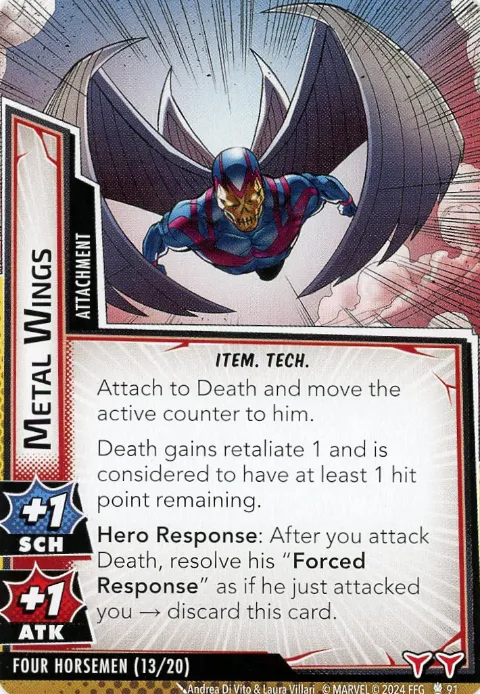 METAL WINGS
ATTACHMENT
ITEM. TECH.
Attach to Death and move the
active counter to him.
Death gains retaliate 1 and is
considered to have at least 1 hit
point remaining.
Hero Response: After you attack
Death, resolve his “Forced
Response” as if he just attacked
you → discard this card.
+1
SCH
+1
ATK
FOUR HORSEMEN (13/20)
Andrea Di Vito & Laura Villari. © MARVEL © 2024 FFG 91